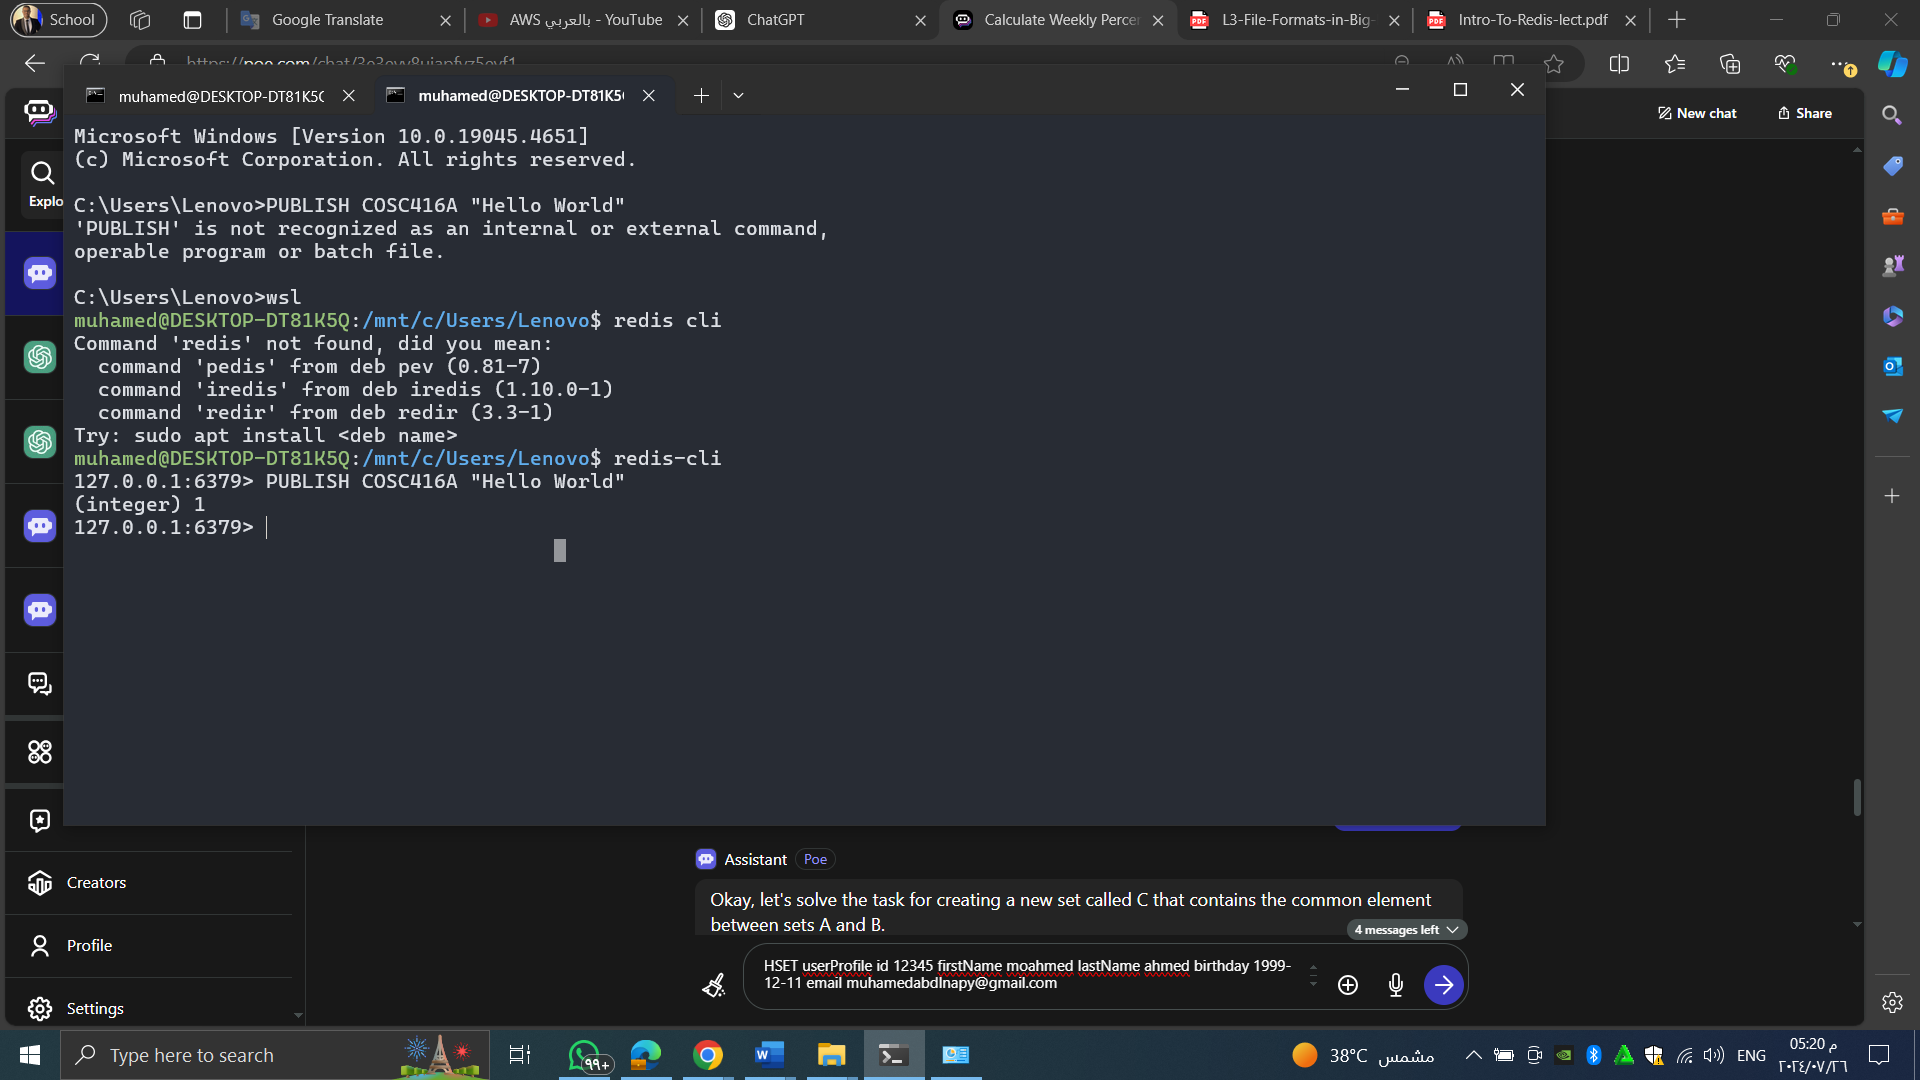 School
Google Translate
AWS بالعربي - YouTube
ChatGPT
Calculate Weekly Percer
L3-File-Formats-in-Big-
Intro-To-Redis-lect.pdf
muhamed@DESKTOP-DT81K5(
muhamed@DESKTOP-DT81K5(
New chat
Share
Explo
Microsoft Windows [Version 10.0.19045.4651]
(c) Microsoft Corporation. All rights reserved.
C:\Users\Lenovo>PUBLISH COSC416A "Hello World"
'PUBLISH' is not recognized as an internal or external command,
operable program or batch file.
C:\Users\Lenovo>wsl
muhamed@DESKTOP-DT81K5Q:/mnt/c/Users/Lenovo$ redis cli
Command 'redis' not found, did you mean:
command 'pedis' from deb pev (0.81-7)
command 'iredis' from deb iredis (1.10.0-1)
command 'redir' from deb redir (3.3-1)
Try: sudo apt install <deb name>
muhamed@DESKTOP-DT81K5Q:/mnt/c/Users/Lenovo$ redis-cli
127.0.0.1:6379> PUBLISH COSC416A "Hello World"
(integer) 1
127.0.0.1:6379>
Assistant Poe
Okay, let's solve the task for creating a new set called C that contains the common element
between sets A and B.
4 messages left
HSET userProfile id 12345 firstName moahmed lastName ahmed birthday 1999-
12-11 email muhamedabdlnapy@gmail.com
Creators
Profile
Settings
Type here to search
٩٩+
38°C مشمس
ENG
05:20 م
٢٠٢٤/٠٧/٢٦